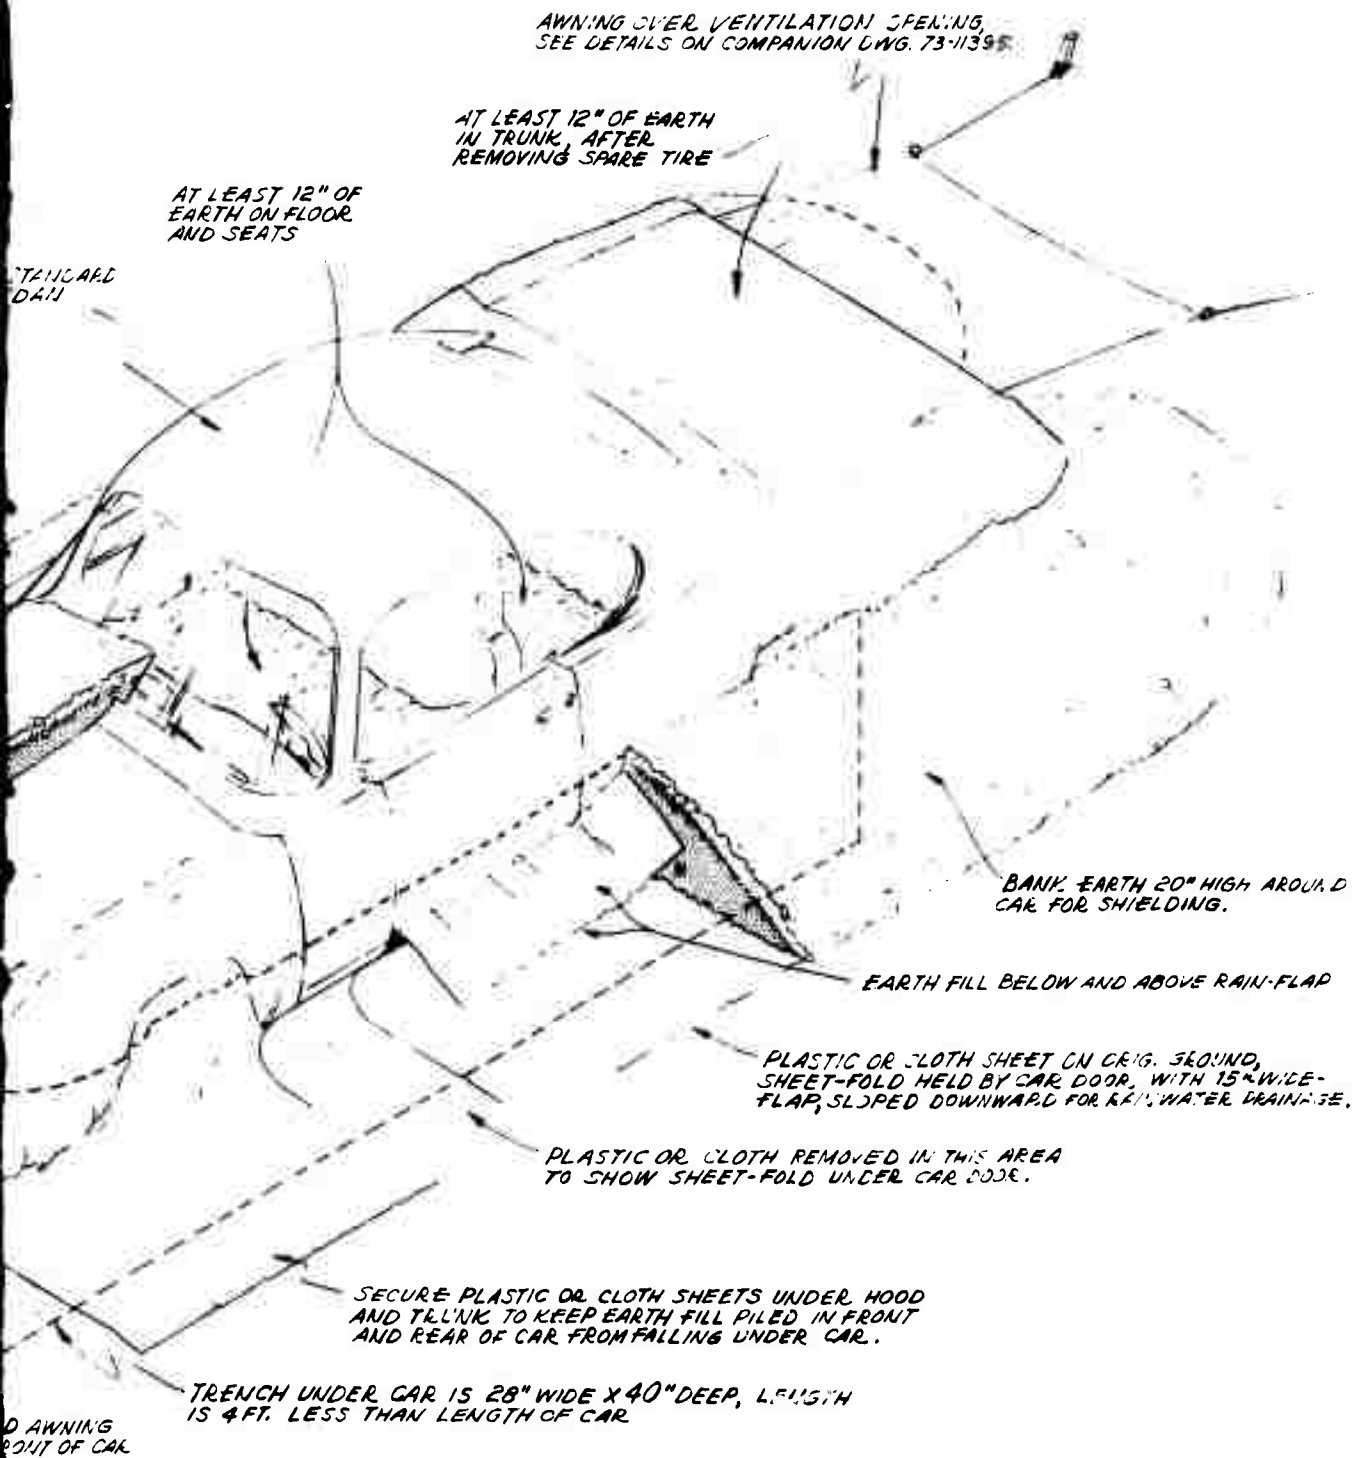 AWNING OVER VENTILATION OPENING,
SEE DETAILS ON COMPANION DWG. 73-11395
AT LEAST 12" OF EARTH
IN TRUNK, AFTER
REMOVING SPARE TIRE
AT LEAST 12" OF
EARTH ON FLOOR
AND SEATS
STANDARD
DAN
BANK EARTH 20" HIGH AROUND
CAR FOR SHIELDING.
EARTH FILL BELOW AND ABOVE RAIN-FLAP
PLASTIC OR CLOTH SHEET ON ORIG. GROUND,
SHEET-FOLD HELD BY CAR DOOR, WITH 15" WIDE-
FLAP, SLOPED DOWNWARD FOR RAINWATER DRAINAGE.
PLASTIC OR CLOTH REMOVED IN THIS AREA
TO SHOW SHEET-FOLD UNDER CAR DOOR.
SECURE PLASTIC OR CLOTH SHEETS UNDER HOOD
AND TRUNK TO KEEP EARTH FILL PILED IN FRONT
AND REAR OF CAR FROM FALLING UNDER CAR.
TRENCH UNDER CAR IS 28" WIDE X 40" DEEP, LENGTH
IS 4 FT. LESS THAN LENGTH OF CAR
D AWNING
RONT OF CAR